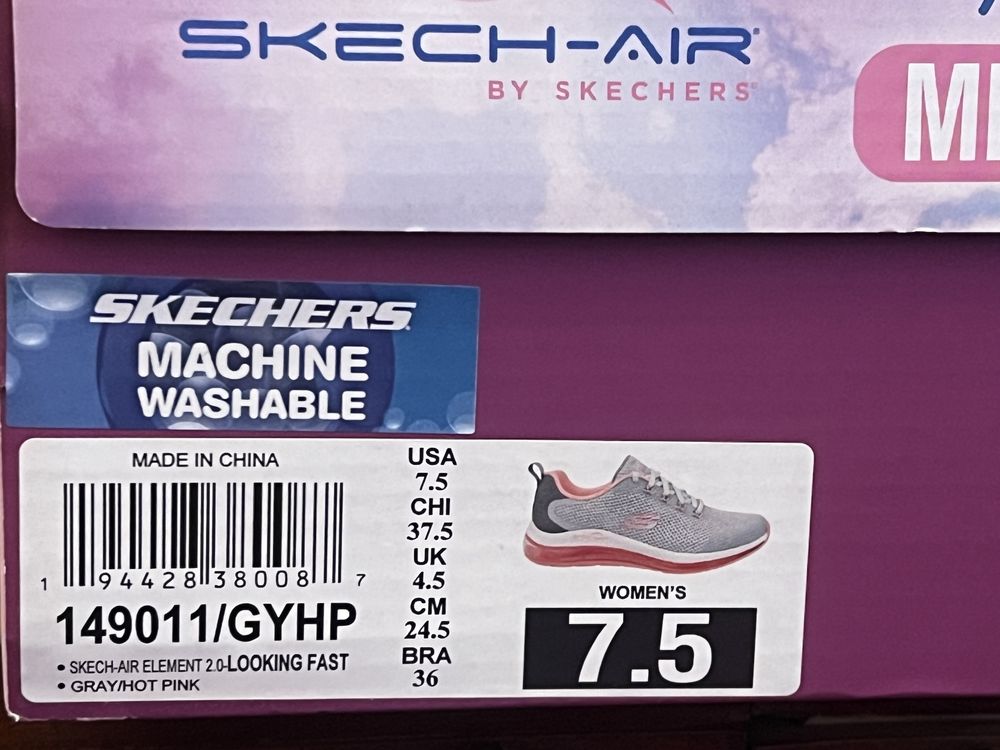 SKECH-AIR
BY SKECHERS
SKECHERS
MACHINE
WASHABLE
MADE IN CHINA
1 94428 38008 7
149011/GYHP
• SKECH-AIR ELEMENT 2.0-LOOKING FAST
• GRAY/HOT PINK
USA
7.5
CHI
37.5
UK
4.5
CM
24.5
BRA
36
WOMEN'S
7.5